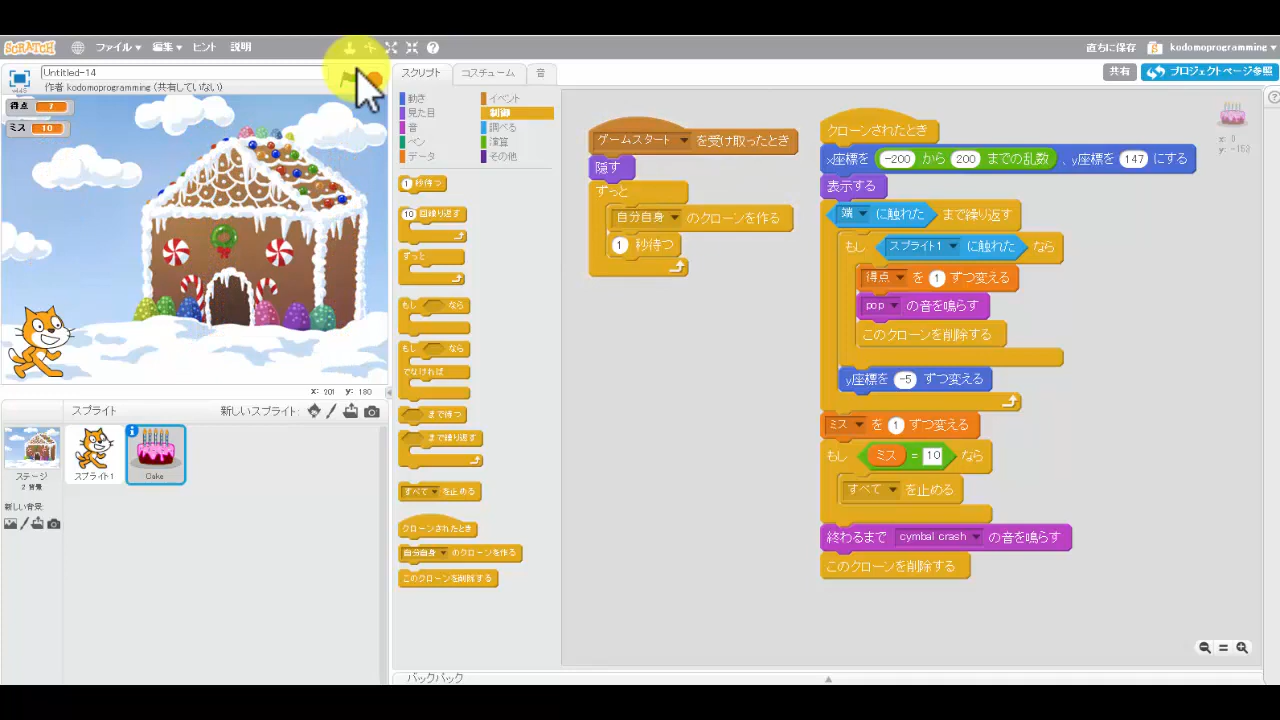 SCRATCH ファイル 編集 ヒント 説明 直ちに保存 kodomoprogramming
Untitled-14
作者 kodomoprogramming (共有していない)
共有 プロジェクトページ参照
得点 7
ミス 10
x: 201 y: 180
スプライト 新しいスプライト:
ステージ
2 背景
スプライト1
Cake
新しい背景:
スクリプト コスチューム 音
動き イベント
見た目 制御
音 調べる
ペン 演算
データ その他
1 秒待つ
10 回繰り返す
ずっと
もし なら
もし なら
でなければ
まで待つ
まで繰り返す
すべて を止める
クローンされたとき
自分自身 のクローンを作る
このクローンを削除する
ゲームスタート を受け取ったとき
隠す
ずっと
自分自身 のクローンを作る
1 秒待つ
クローンされたとき
x座標を -200 から 200 までの乱数 、y座標を 147 にする
表示する
端 に触れた まで繰り返す
もし スプライト1 に触れた なら
得点 を 1 ずつ変える
pop の音を鳴らす
このクローンを削除する
y座標を -5 ずつ変える
ミス を 1 ずつ変える
もし ミス = 10 なら
すべて を止める
終わるまで cymbal crash の音を鳴らす
このクローンを削除する
バックパック